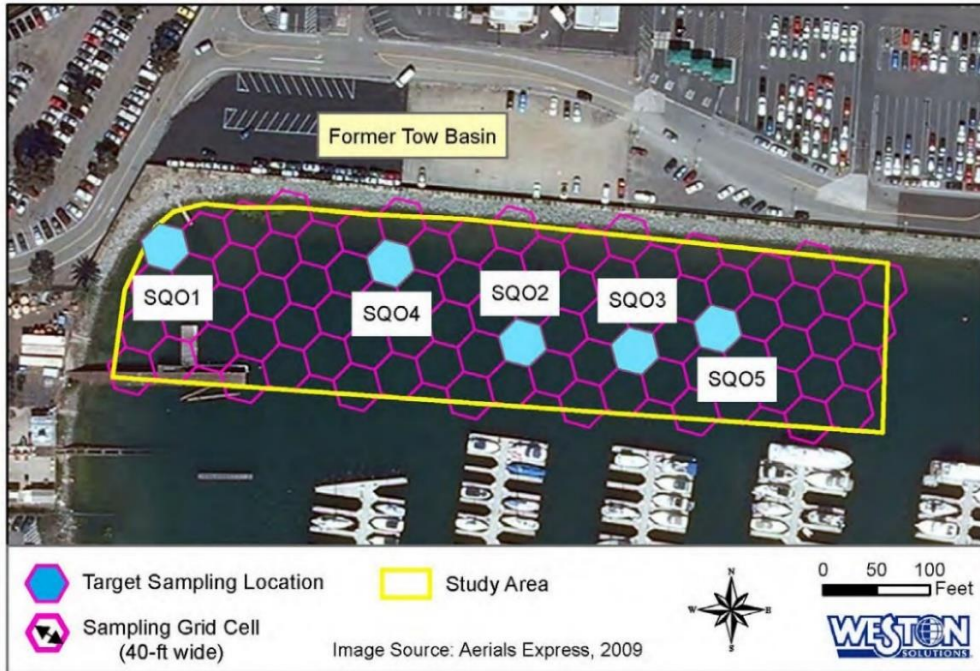 Former Tow Basin
SQO1
SQO4
SQO2
SQO3
SQO5
Target Sampling Location
Sampling Grid Cell
(40-ft wide)
Study Area
Image Source: Aerials Express, 2009
N
W
E
S
0 50 100
Feet
WESTON
SOLUTIONS